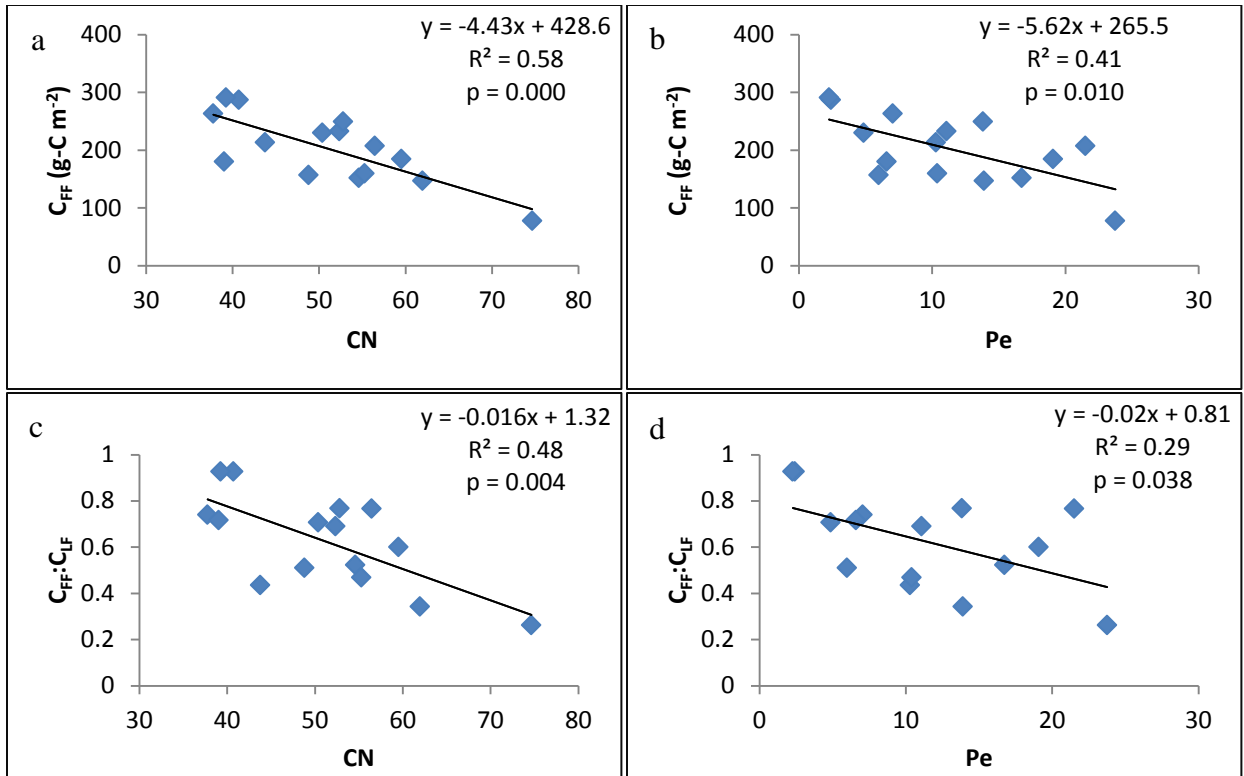 a
y = -4.43x + 428.6
R² = 0.58
p = 0.000
C_FF (g-C m⁻²)
400
300
200
100
0
30 40 50 60 70 80
CN
b
y = -5.62x + 265.5
R² = 0.41
p = 0.010
C_FF (g-C m⁻²)
400
300
200
100
0
0 10 20 30
Pe
c
y = -0.016x + 1.32
R² = 0.48
p = 0.004
C_FF:C_LF
1
0.8
0.6
0.4
0.2
0
30 40 50 60 70 80
CN
d
y = -0.02x + 0.81
R² = 0.29
p = 0.038
C_FF:C_LF
1
0.8
0.6
0.4
0.2
0
0 10 20 30
Pe